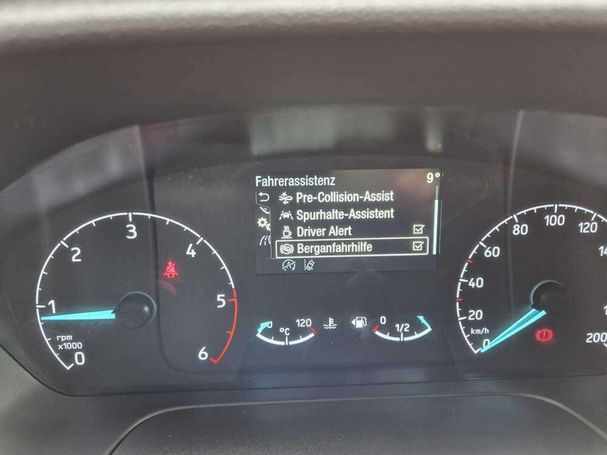 Fahrerassistenz 9°
Pre-Collision-Assist
Spurhalte-Assistent
Driver Alert
Berganfahrhilfe
0 1 2 3 4 5 6
rpm
x1000
°C 120
0 1/2
0 20 40 60 80 100 120 140
km/h
200